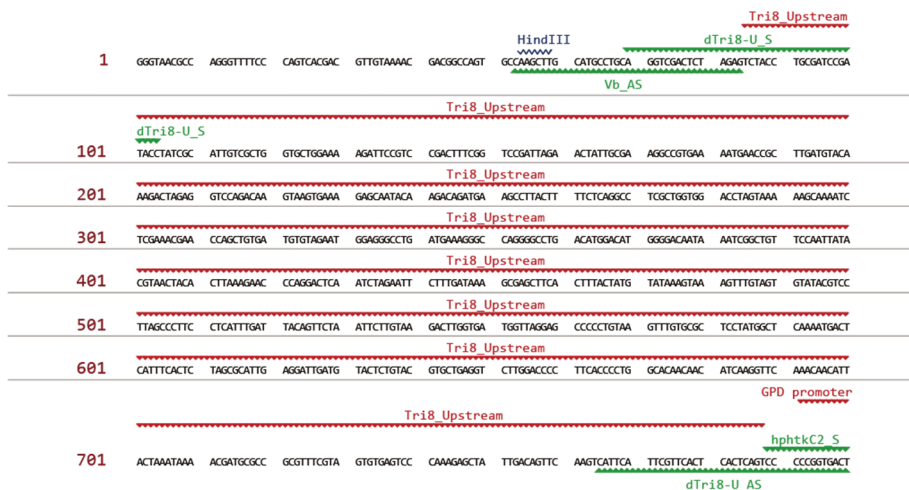 Tri8_Upstream
HindIII dTri8-U_S
1 GGGTAACGCC AGGGTTTTCC CAGTCACGAC GTTGTAAAAC GACGGCCAGT GCCAAGCTTG CATGCCTGCA GGTCGACTCT AGAGTCTACC TGCGATCCGA
Vb_AS
Tri8_Upstream
dTri8-U_S
101 TACCTATCGC ATTGTCGCTG GTGCTGGAAA AGATTCCGTC CGACTTTCGG TCCGATTAGA ACTATTGCGA AGGCCGTGAA AATGAACCGC TTGATGTACA
Tri8_Upstream
201 AAGACTAGAG GTCCAGACAA GTAAGTGAAA GAGCAATACA AGACAGATGA AGCCTTACTT TTCTCAGGCC TCGCTGGTGG ACCTAGTAAA AAGCAAAATC
Tri8_Upstream
301 TCGAAACGAA CCAGCTGTGA TGTGTAGAAT GGAGGGCCTG ATGAAAGGGC CAGGGGCCTG ACATGGACAT GGGGACAATA AATCGGCTGT TCCAATTATA
Tri8_Upstream
401 CGTAACTACA CTTAAAGAAC CCCAGGACTCA ATCTAGAATT CTTTGATAAA GCGAGCTTCA CTTTACTATG TATAAAGTAA AGTTTGTAGT GTATACGTCC
Tri8_Upstream
501 TTAGCCCTTC CTCATTTGAT TACAGTTCTA ATTCTTGTAA GACTTGGTGA TGGTTAGGAG CCCCCTGTAA GTTTGTGCGC TCCTATGGCT CAAAATGACT
Tri8_Upstream
601 CATTTCACTC TAGCGCATTG AGGATTGATG TACTCTGTAC GTGCTGAGGT CTTGGACCCC TTCACCCCTG GCACAACAAC ATCAAGGTTC AAACAACATT
GPD promoter
Tri8_Upstream
hphtkC2_S
701 ACTAAATAAA ACGATGCGCC GCGTTTCGTA GTGTGAGTCC CAAAGAGCTA TTGACAGTTC AAGTCATTCA TTCGTTCACT CACTCAGTCC CCCGGTGACT
dTri8-U AS